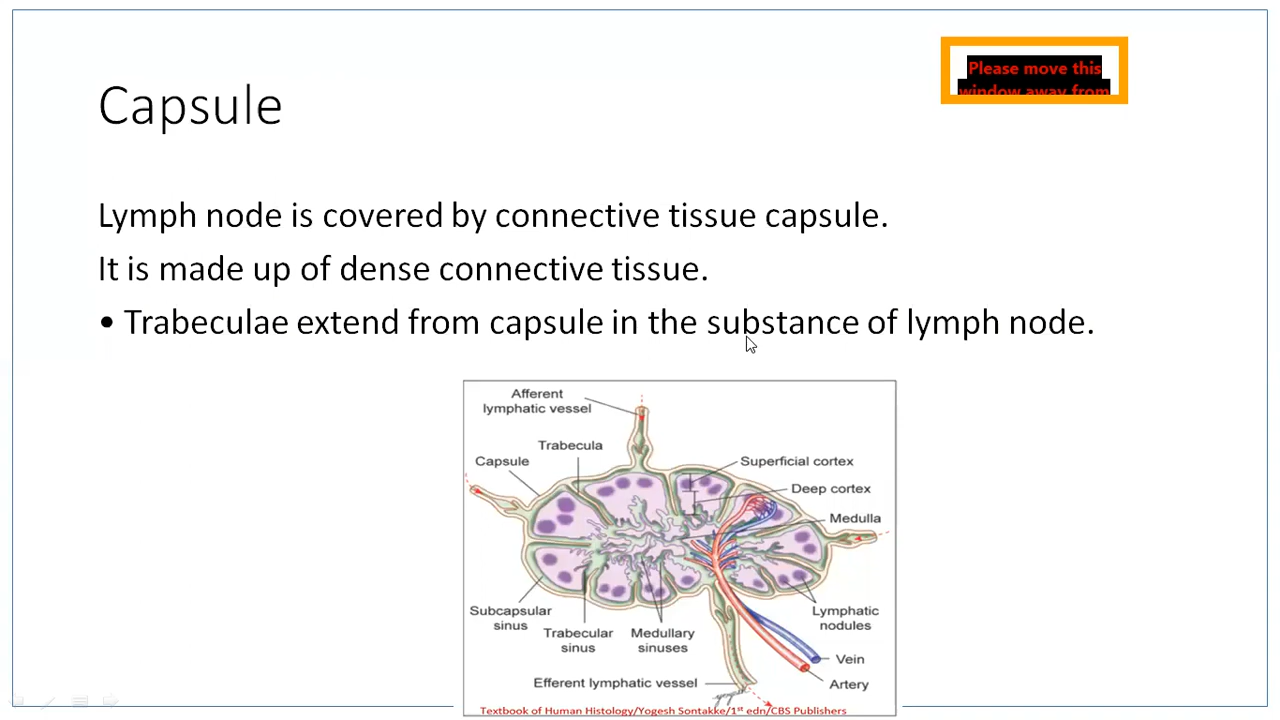 Please move this
window away from
Capsule
Lymph node is covered by connective tissue capsule.
It is made up of dense connective tissue.
• Trabeculae extend from capsule in the substance of lymph node.
Afferent
lymphatic vessel
Trabecula
Capsule
Superficial cortex
Deep cortex
Medulla
Subcapsular
sinus
Trabecular
sinus
Medullary
sinuses
Lymphatic
nodules
Vein
Artery
Efferent lymphatic vessel
Textbook of Human Histology/Yogesh Sontakke/1st edn/CBS Publishers